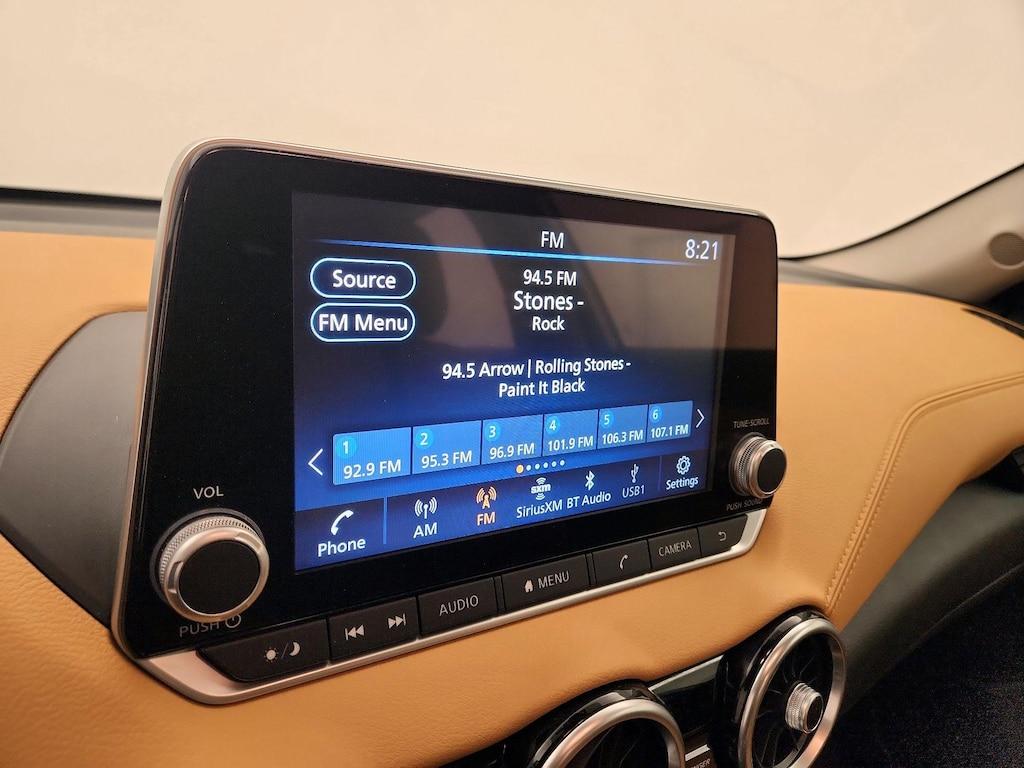 FM
8:21
Source
FM Menu
94.5 FM
Stones -
Rock
94.5 Arrow | Rolling Stones -
Paint It Black
1
92.9 FM
2
95.3 FM
3
96.9 FM
4
101.9 FM
5
106.3 FM
6
107.1 FM
Phone
AM
FM
sxm
SiriusXM
BT Audio
USB1
Settings
VOL
PUSH
TUNE·SCROLL
PUSH SOUND
AUDIO
MENU
CAMERA